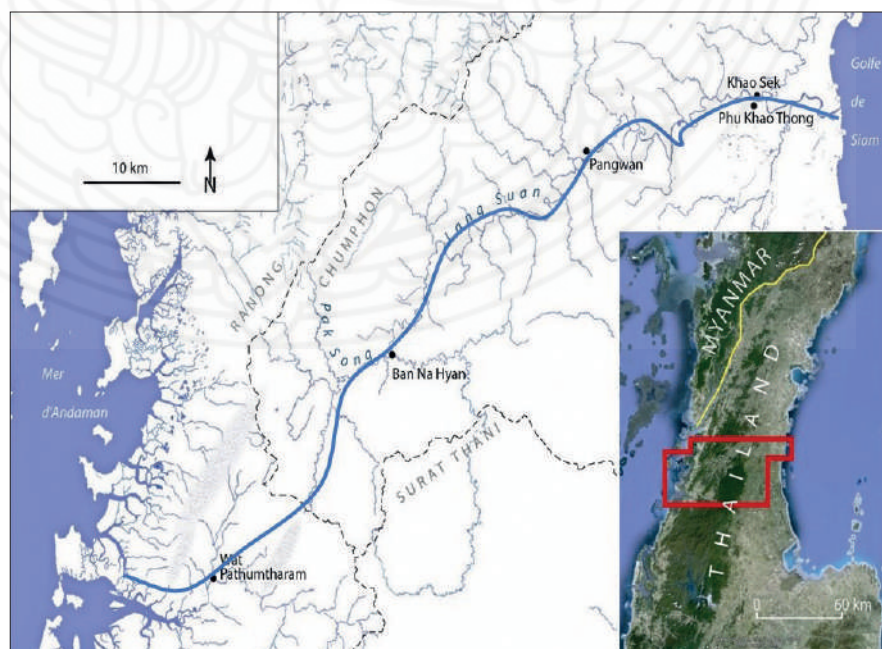 Khao Sek
Golfe
de
Siam
Phu Khao Thong
10 km
N
Pangwan
Lang Suan
CHUMPHON
RANONG
Pak Song
Ban Na Hyan
Mer
d'Andaman
SURAT THANI
Wat
Pathumtharam
MYANMAR
THAILAND
0
60 km